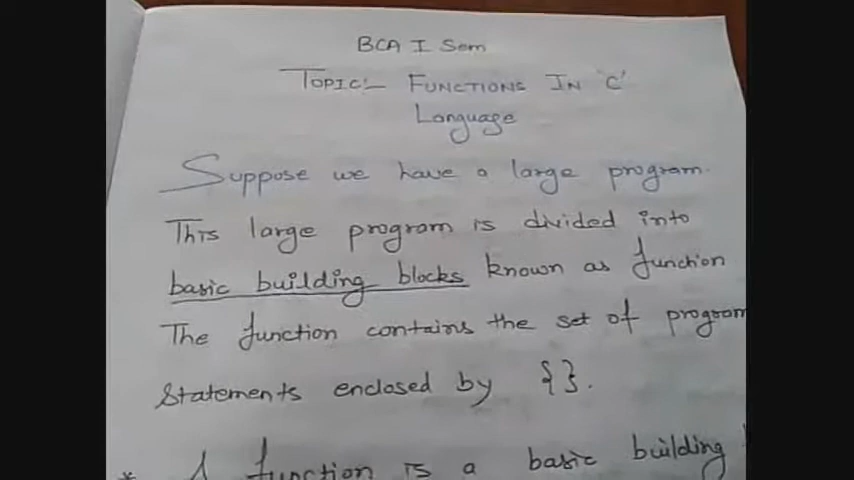 BCA I Sem
TOPIC:- FUNCTIONS IN 'C'
Language
Suppose we have a large program.
This large program is divided into
basic building blocks known as function
The function contains the set of program
statements enclosed by {}.
* A function is a basic building